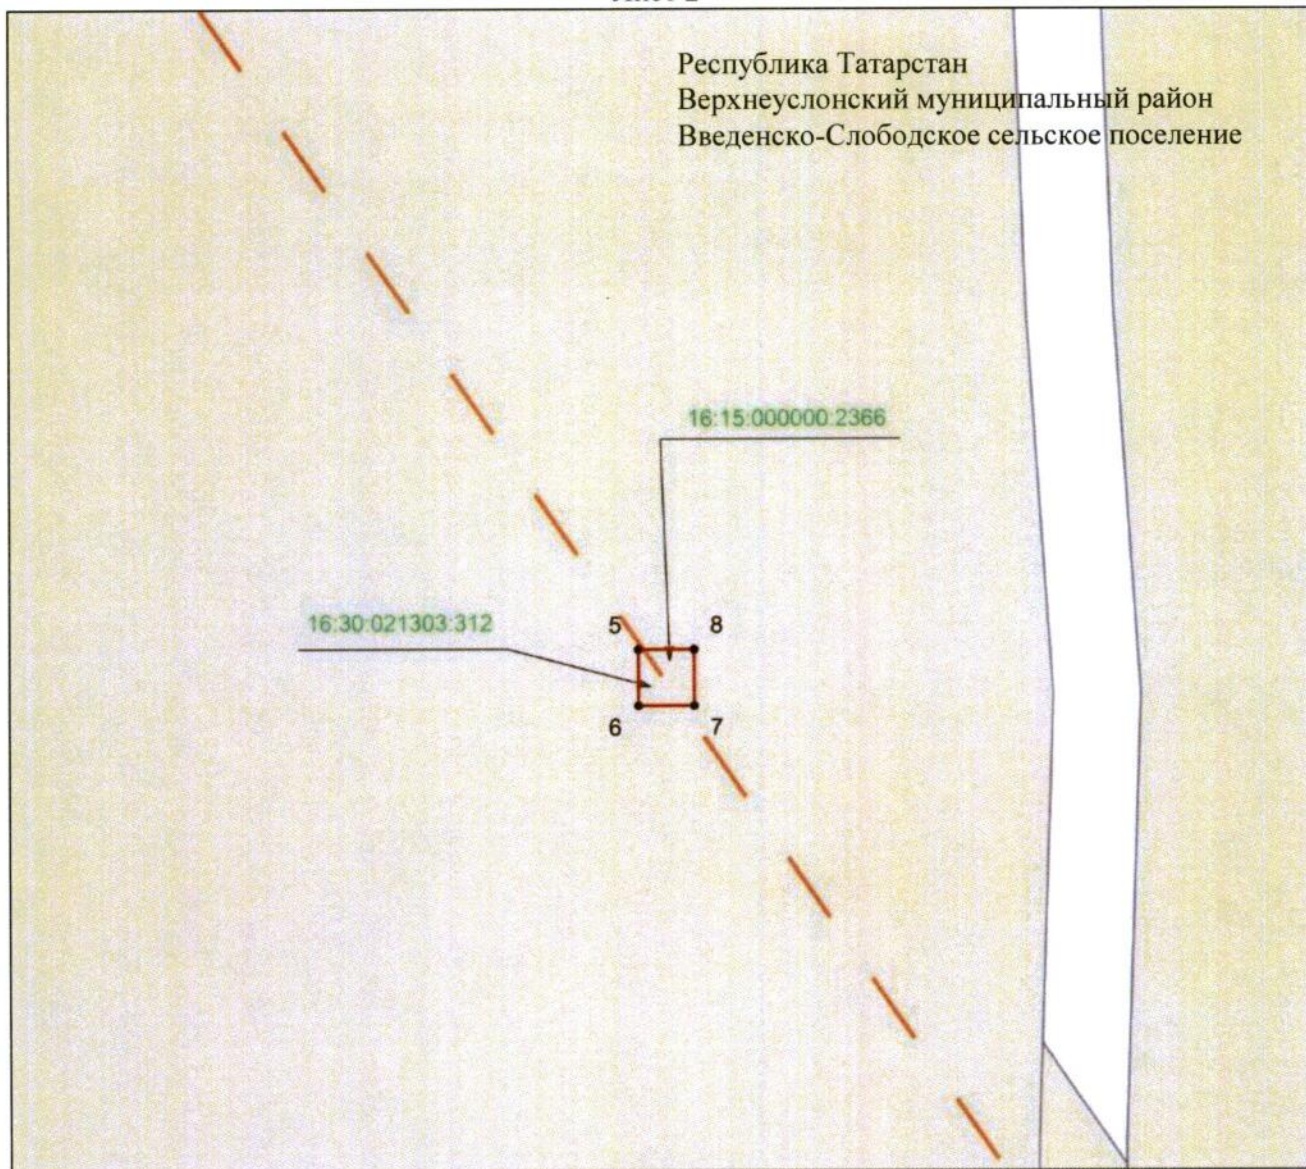 Республика Татарстан
Верхнеуслонский муниципальный район
Введенско-Слободское сельское поселение
16:15:000000:2366
16:30:021303:312
5
8
6
7